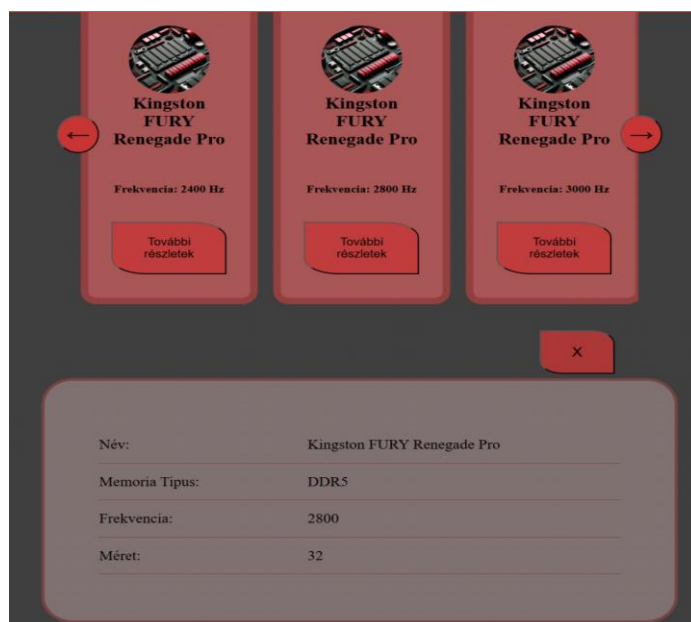 Kingston
FURY
Renegade Pro
Frekvencia: 2400 Hz
További
részletek
Kingston
FURY
Renegade Pro
Frekvencia: 2800 Hz
További
részletek
Kingston
FURY
Renegade Pro
Frekvencia: 3000 Hz
További
részletek
←
→
X
Név: Kingston FURY Renegade Pro
Memoria Tipus: DDR5
Frekvencia: 2800
Méret: 32